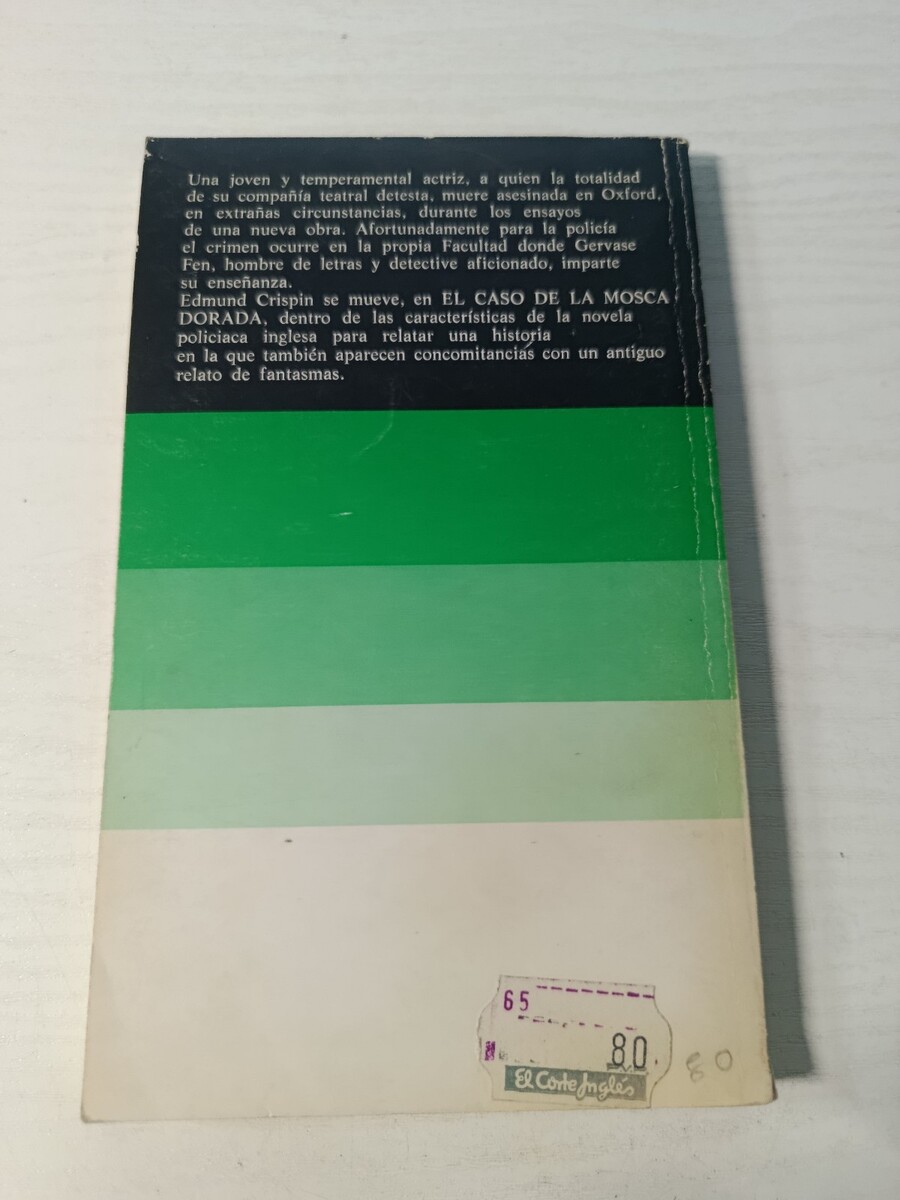 Una joven y temperamental actriz, a quien la totalidad
de su compañía teatral detesta, muere asesinada en Oxford,
en extrañas circunstancias, durante los ensayos
de una nueva obra. Afortunadamente para la policía
el crimen ocurre en la propia Facultad donde Gervase
Fen, hombre de letras y detective aficionado, imparte
su enseñanza.
Edmund Crispin se mueve, en EL CASO DE LA MOSCA
DORADA, dentro de las características de la novela
policiaca inglesa para relatar una historia
en la que también aparecen concomitancias con un antiguo
relato de fantasmas.
65
80
El Corte Inglés
80